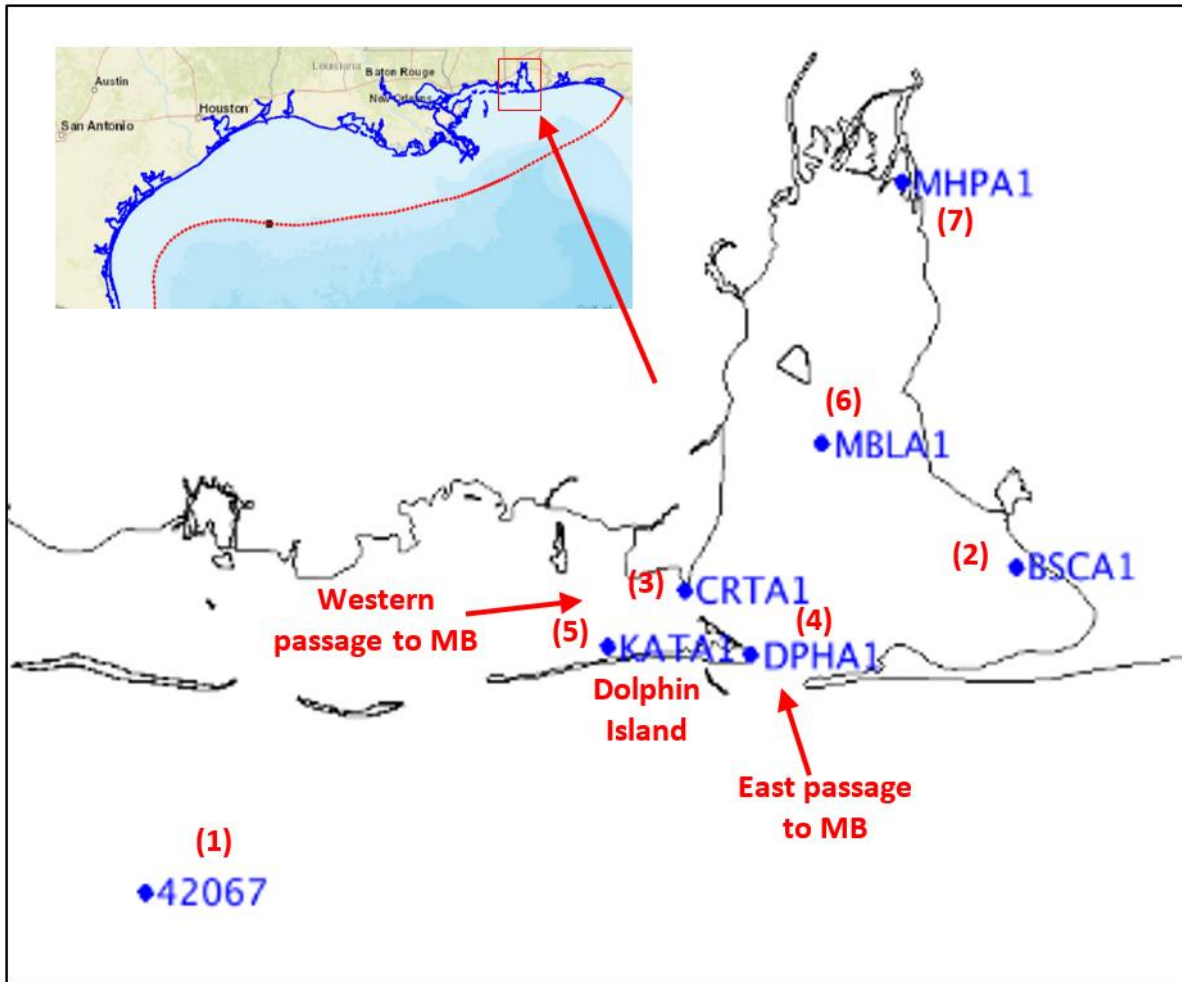 Louisiana
Baton Rouge
Austin
New Orleans
Houston
San Antonio
MHPA1
(7)
(6)
MBLA1
(2)
BSCA1
(3)
CRTA1
Western
passage to MB
(4)
(5)
KATA1
DPHA1
Dolphin
Island
East passage
to MB
(1)
42067